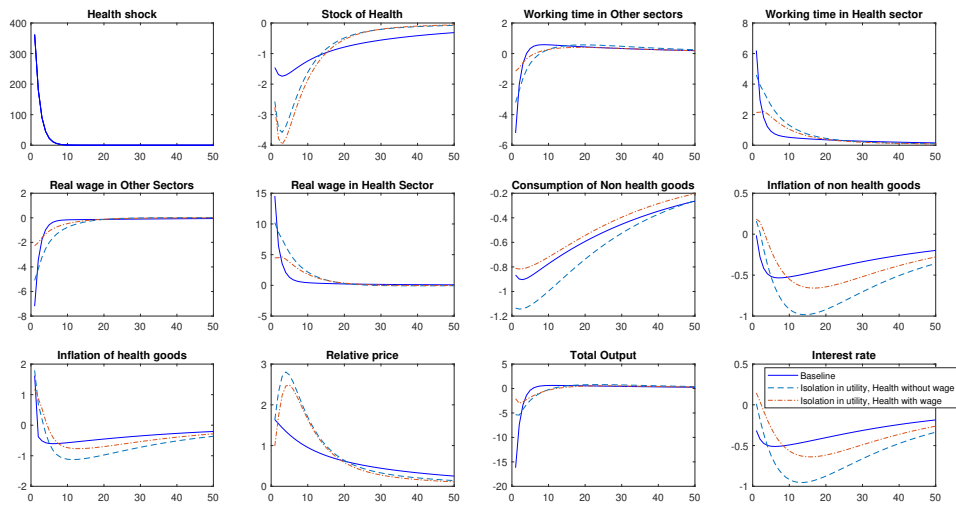 Health shock
400
300
200
100
0
0 10 20 30 40 50
Stock of Health
0
-1
-2
-3
-4
0 10 20 30 40 50
Working time in Other sectors
2
0
-2
-4
-6
0 10 20 30 40 50
Working time in Health sector
8
6
4
2
0
0 10 20 30 40 50
Real wage in Other Sectors
2
0
-2
-4
-6
-8
0 10 20 30 40 50
Real wage in Health Sector
15
10
5
0
-5
0 10 20 30 40 50
Consumption of Non health goods
-0.2
-0.4
-0.6
-0.8
-1
-1.2
0 10 20 30 40 50
Inflation of non health goods
0.5
0
-0.5
-1
0 10 20 30 40 50
Inflation of health goods
2
1
0
-1
-2
0 10 20 30 40 50
Relative price
3
2
1
0
0 10 20 30 40 50
Total Output
5
0
-5
-10
-15
-20
0 10 20 30 40 50
Interest rate
0.5
0
-0.5
-1
0 10 20 30 40 50
Baseline
Isolation in utility, Health without wage
Isolation in utility, Health with wage